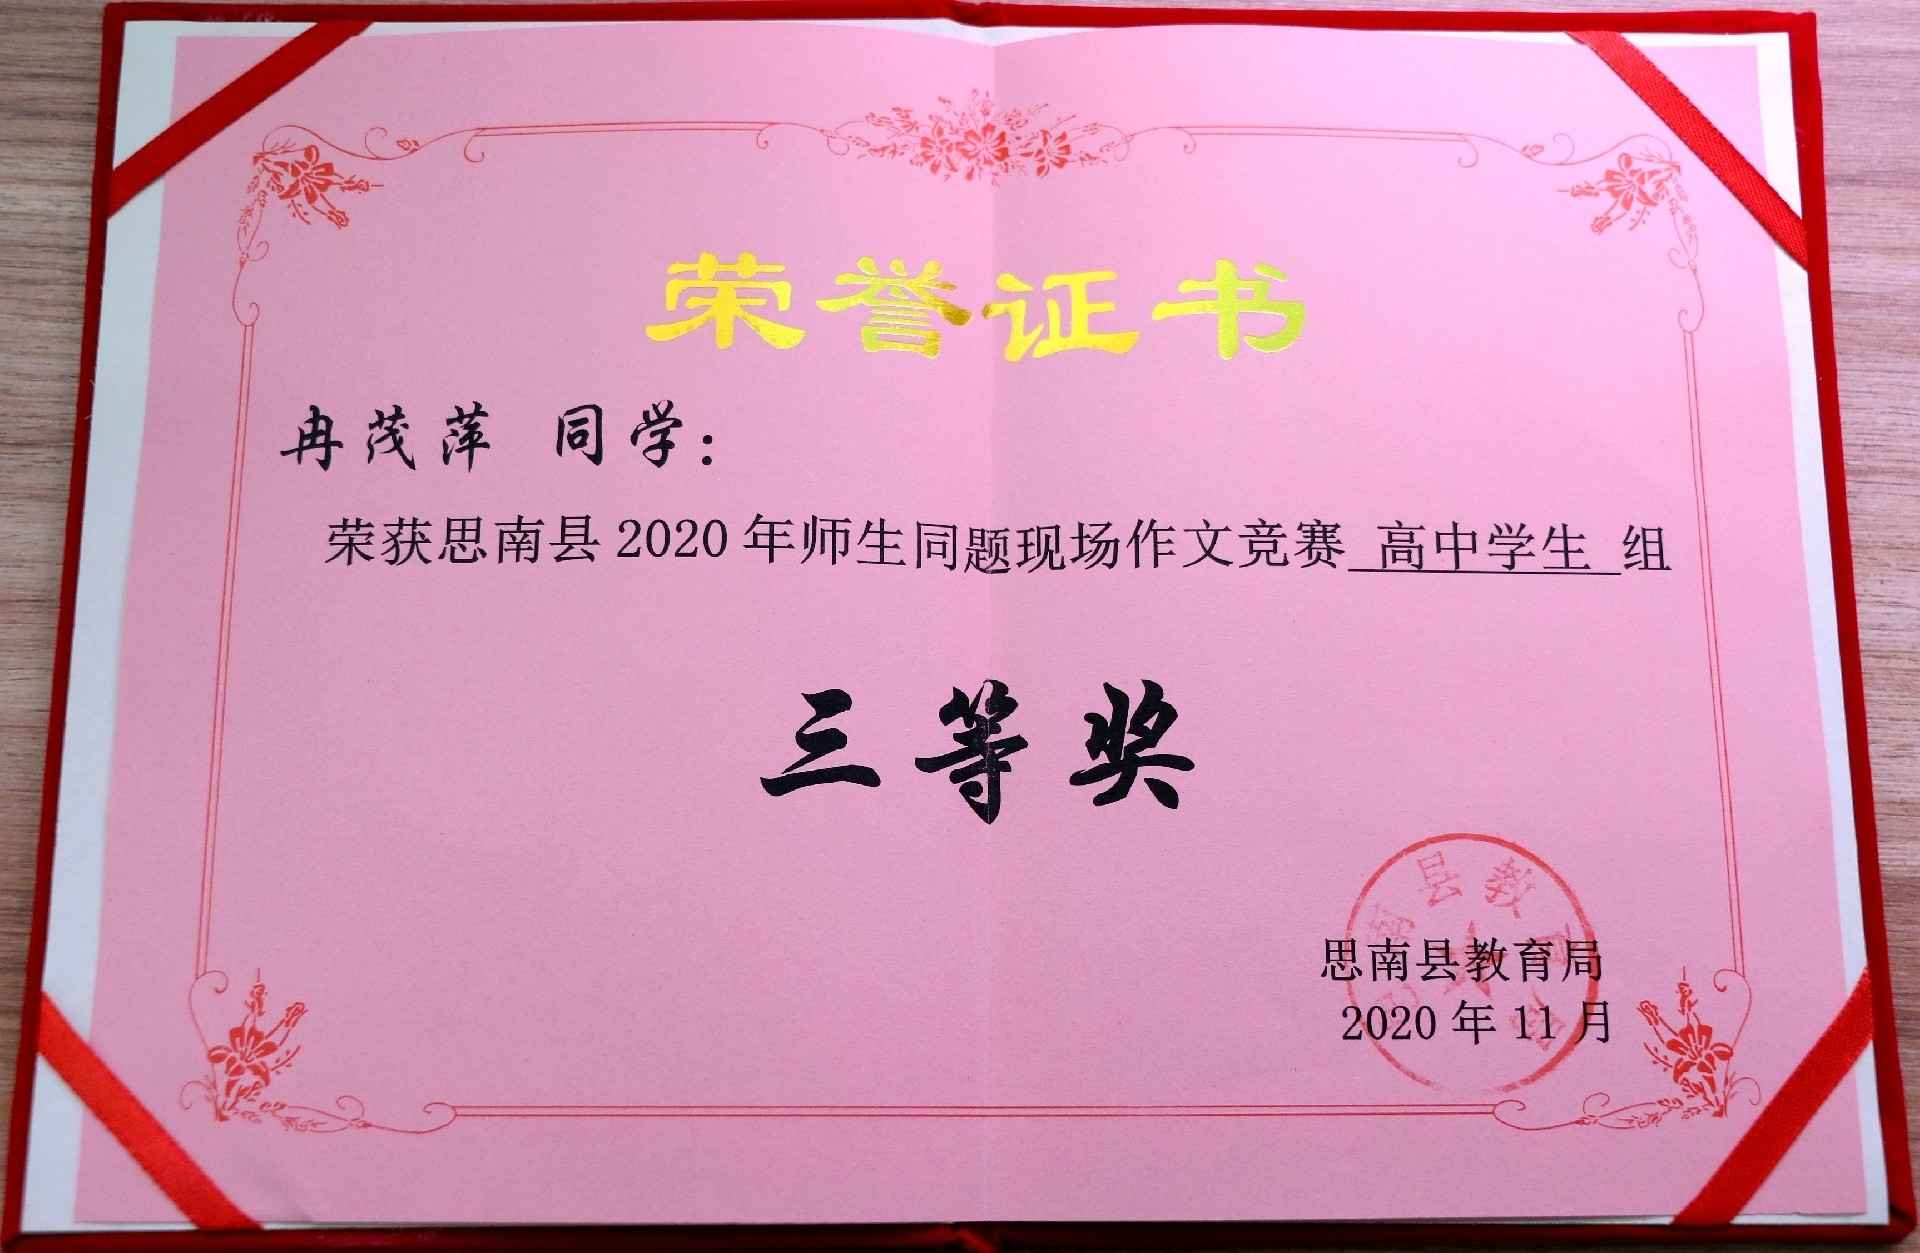 荣誉证书
冉茂萍 同学：
荣获思南县2020年师生同题现场作文竞赛 高中学生 组
三等奖
县教
思南县教育局
2020年11月